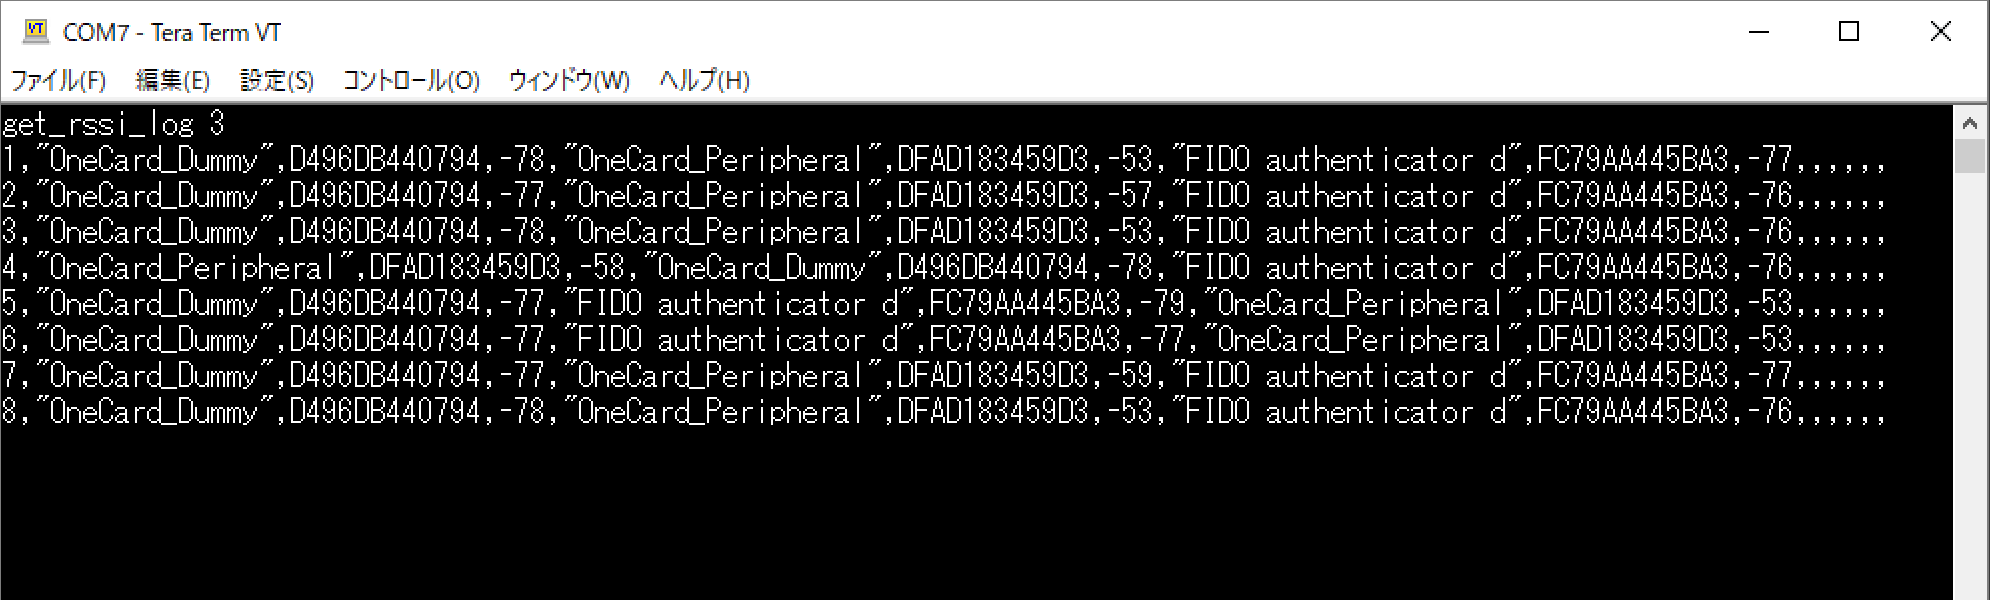 VT COM7 - Tera Term VT
ファイル(F) 編集(E) 設定(S) コントロール(O) ウィンドウ(W) ヘルプ(H)
get_rssi_log 3
1,"OneCard_Dummy",D496DB440794,-78,"OneCard_Peripheral",DFAD183459D3,-53,"FIDO authenticator d",FC79AA445BA3,-77,,,,,,
2,"OneCard_Dummy",D496DB440794,-77,"OneCard_Peripheral",DFAD183459D3,-57,"FIDO authenticator d",FC79AA445BA3,-76,,,,,,
3,"OneCard_Dummy",D496DB440794,-78,"OneCard_Peripheral",DFAD183459D3,-53,"FIDO authenticator d",FC79AA445BA3,-76,,,,,,
4,"OneCard_Peripheral",DFAD183459D3,-58,"OneCard_Dummy",D496DB440794,-78,"FIDO authenticator d",FC79AA445BA3,-76,,,,,,
5,"OneCard_Dummy",D496DB440794,-77,"FIDO authenticator d",FC79AA445BA3,-79,"OneCard_Peripheral",DFAD183459D3,-53,,,,,,
6,"OneCard_Dummy",D496DB440794,-77,"FIDO authenticator d",FC79AA445BA3,-77,"OneCard_Peripheral",DFAD183459D3,-53,,,,,,
7,"OneCard_Dummy",D496DB440794,-77,"OneCard_Peripheral",DFAD183459D3,-59,"FIDO authenticator d",FC79AA445BA3,-77,,,,,,
8,"OneCard_Dummy",D496DB440794,-78,"OneCard_Peripheral",DFAD183459D3,-53,"FIDO authenticator d",FC79AA445BA3,-76,,,,,,